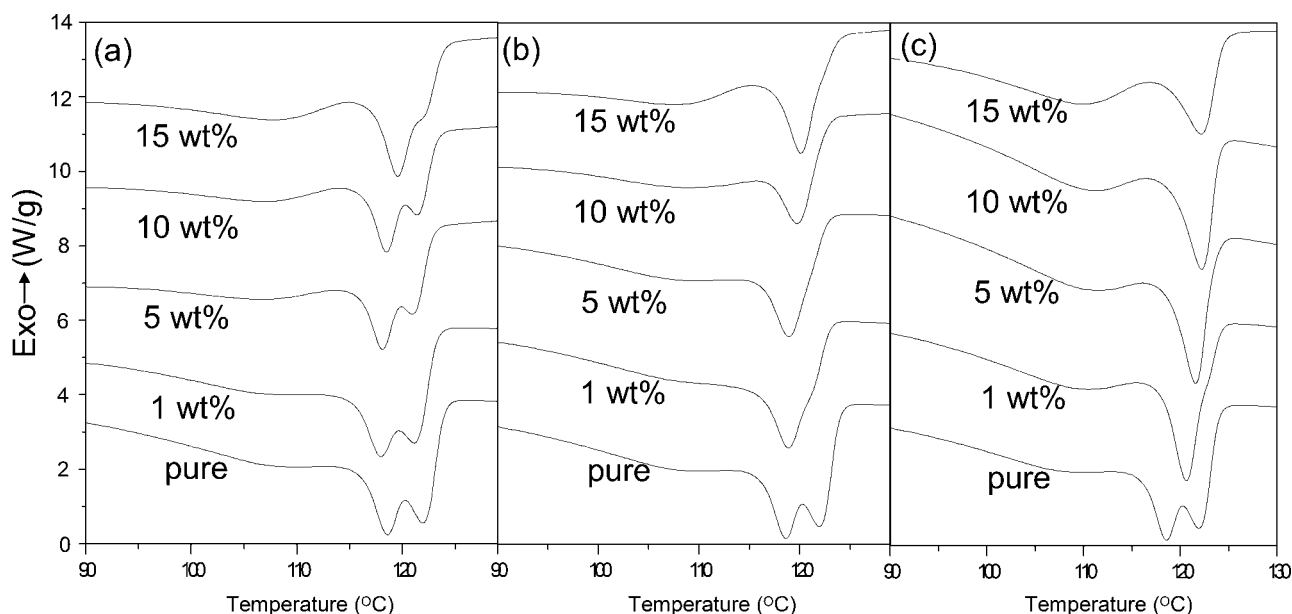 14
12
10
8
6
4
2
0
Exo→(W/g)
(a)
15 wt%
10 wt%
5 wt%
1 wt%
pure
90 100 110 120
Temperature (°C)
(b)
15 wt%
10 wt%
5 wt%
1 wt%
pure
90 100 110 120
Temperature (°C)
(c)
15 wt%
10 wt%
5 wt%
1 wt%
pure
90 100 110 120 130
Temperature (°C)